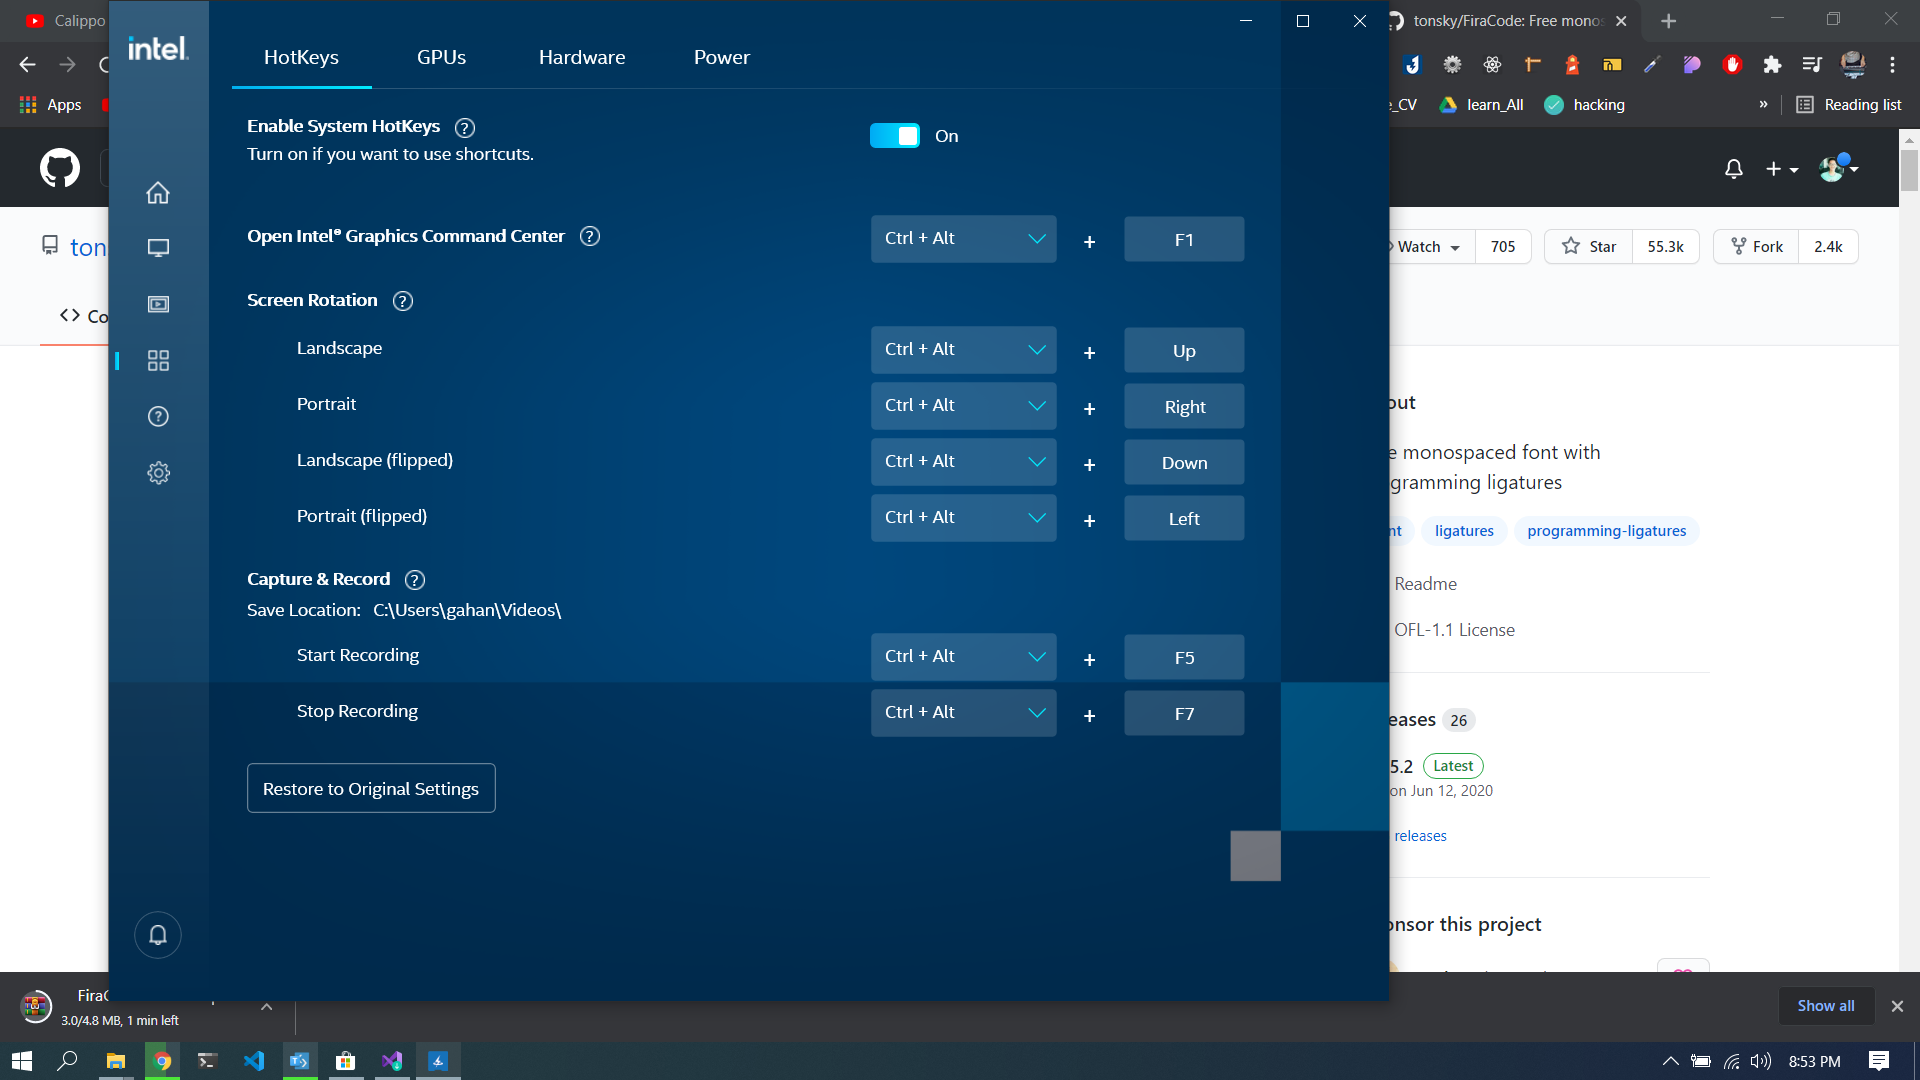 Calippo
tonsky/FiraCode: Free monos
Apps
e_CV
learn_All
hacking
»
Reading list
intel.
HotKeys
GPUs
Hardware
Power
Enable System HotKeys ?
Turn on if you want to use shortcuts.
On
Open Intel® Graphics Command Center ?
Ctrl + Alt + F1
Screen Rotation ?
Landscape
Ctrl + Alt + Up
Portrait
Ctrl + Alt + Right
Landscape (flipped)
Ctrl + Alt + Down
Portrait (flipped)
Ctrl + Alt + Left
Capture & Record ?
Save Location: C:\Users\gahan\Videos\
Start Recording
Ctrl + Alt + F5
Stop Recording
Ctrl + Alt + F7
Restore to Original Settings
ton
Co
Watch 705
Star 55.3k
Fork 2.4k
out
e monospaced font with
gramming ligatures
nt
ligatures
programming-ligatures
Readme
OFL-1.1 License
eases 26
5.2 Latest
on Jun 12, 2020
releases
onsor this project
FiraC
3.0/4.8 MB, 1 min left
Show all
8:53 PM